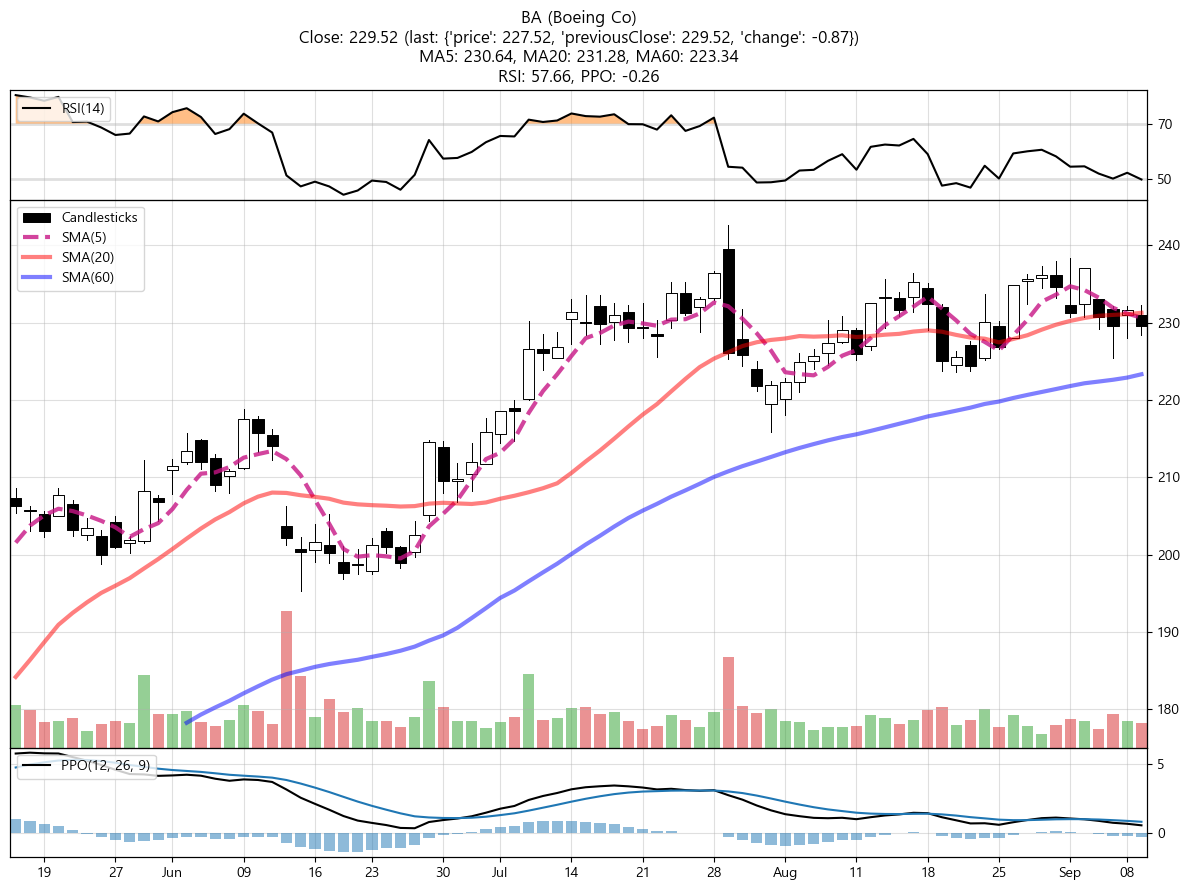 BA (Boeing Co)
Close: 229.52 (last: {'price': 227.52, 'previousClose': 229.52, 'change': -0.87})
MA5: 230.64, MA20: 231.28, MA60: 223.34
RSI: 57.66, PPO: -0.26
RSI(14)
70
50
Candlesticks
SMA(5)
SMA(20)
SMA(60)
240
230
220
210
200
190
180
PPO(12, 26, 9)
5
0
19 27 Jun 09 16 23 30 Jul 14 21 28 Aug 11 18 25 Sep 08